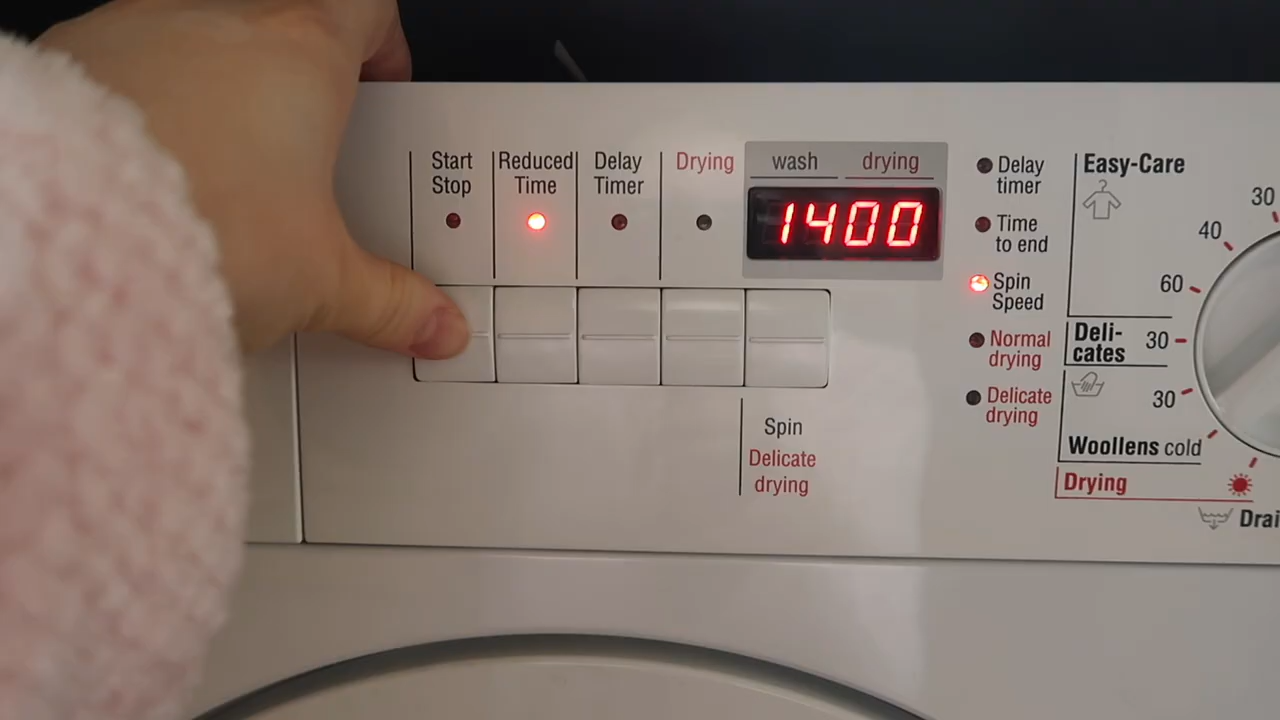 Start
Stop
Reduced
Time
Delay
Timer
Drying
wash
drying
1400
Delay
timer
Time
to end
Spin
Speed
Normal
drying
Delicate
drying
Spin
Delicate
drying
Easy-Care
30
40
60
Deli-
cates
30
30
Woollens cold
Drying
Drai